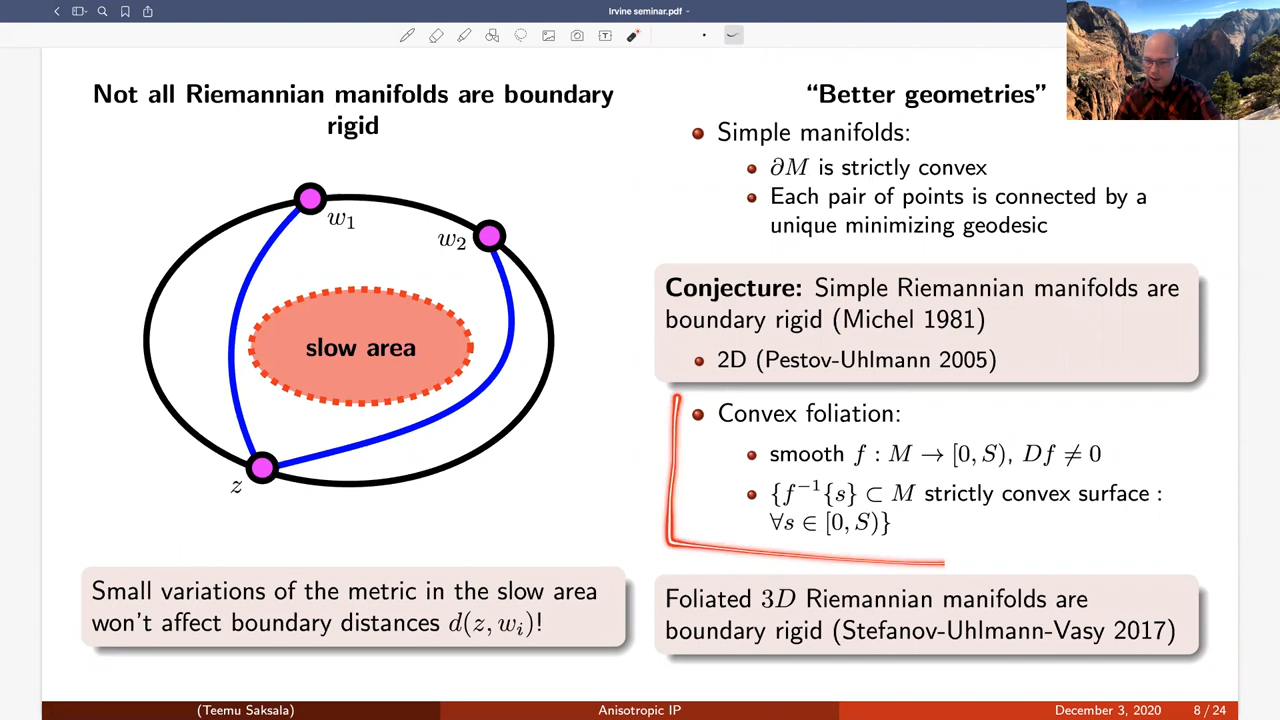 Irvine seminar.pdf
Not all Riemannian manifolds are boundary
rigid
w₁
w₂
slow area
z
Small variations of the metric in the slow area
won't affect boundary distances d(z, wᵢ)!
“Better geometries”
Simple manifolds:
∂M is strictly convex
Each pair of points is connected by a
unique minimizing geodesic
Conjecture: Simple Riemannian manifolds are
boundary rigid (Michel 1981)
2D (Pestov-Uhlmann 2005)
Convex foliation:
smooth f : M → [0, S), Df ≠ 0
{f⁻¹{s} ⊂ M strictly convex surface :
∀s ∈ [0, S)}
Foliated 3D Riemannian manifolds are
boundary rigid (Stefanov-Uhlmann-Vasy 2017)
(Teemu Saksala)
Anisotropic IP
December 3, 2020
8 / 24